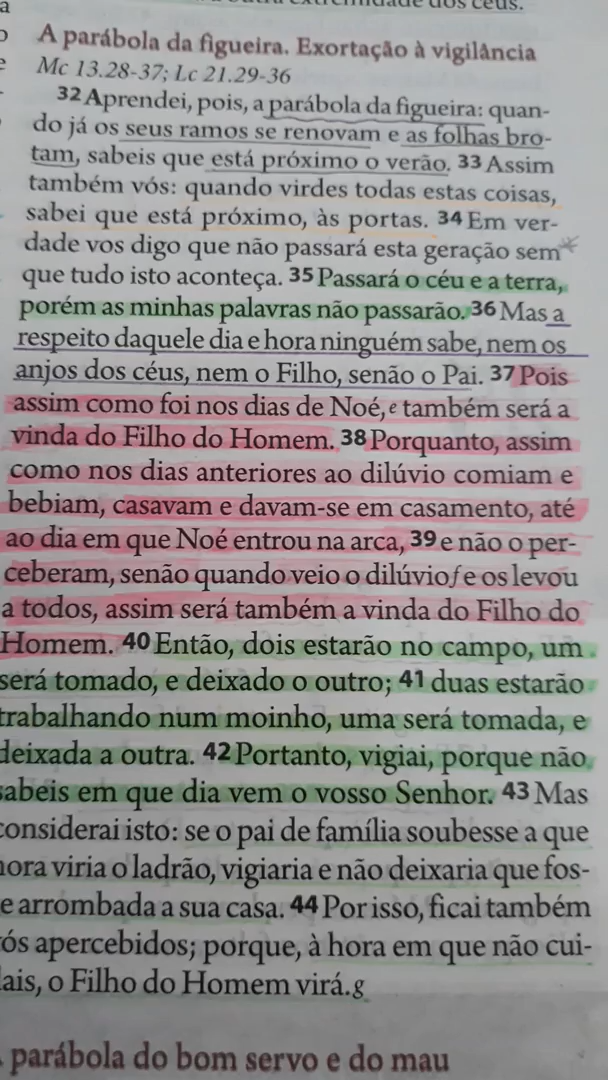 dos céus.
A parábola da figueira. Exortação à vigilância
Mc 13.28-37; Lc 21.29-36
32 Aprendei, pois, a parábola da figueira: quan-
do já os seus ramos se renovam e as folhas bro-
tam, sabeis que está próximo o verão. 33 Assim
também vós: quando virdes todas estas coisas,
sabei que está próximo, às portas. 34 Em ver-
dade vos digo que não passará esta geração sem
que tudo isto aconteça. 35 Passará o céu e a terra,
porém as minhas palavras não passarão. 36 Mas a
respeito daquele dia e hora ninguém sabe, nem os
anjos dos céus, nem o Filho, senão o Pai. 37 Pois
assim como foi nos dias de Noé,e também será a
vinda do Filho do Homem. 38 Porquanto, assim
como nos dias anteriores ao dilúvio comiam e
bebiam, casavam e davam-se em casamento, até
ao dia em que Noé entrou na arca, 39 e não o per-
ceberam, senão quando veio o dilúviof e os levou
a todos, assim será também a vinda do Filho do
Homem. 40 Então, dois estarão no campo, um
será tomado, e deixado o outro; 41 duas estarão
trabalhando num moinho, uma será tomada, e
deixada a outra. 42 Portanto, vigiai, porque não
sabeis em que dia vem o vosso Senhor. 43 Mas
considerai isto: se o pai de família soubesse a que
hora viria o ladrão, vigiaria e não deixaria que fos-
e arrombada a sua casa. 44 Por isso, ficai também
vós apercebidos; porque, à hora em que não cui-
dais, o Filho do Homem virá.g
parábola do bom servo e do mau